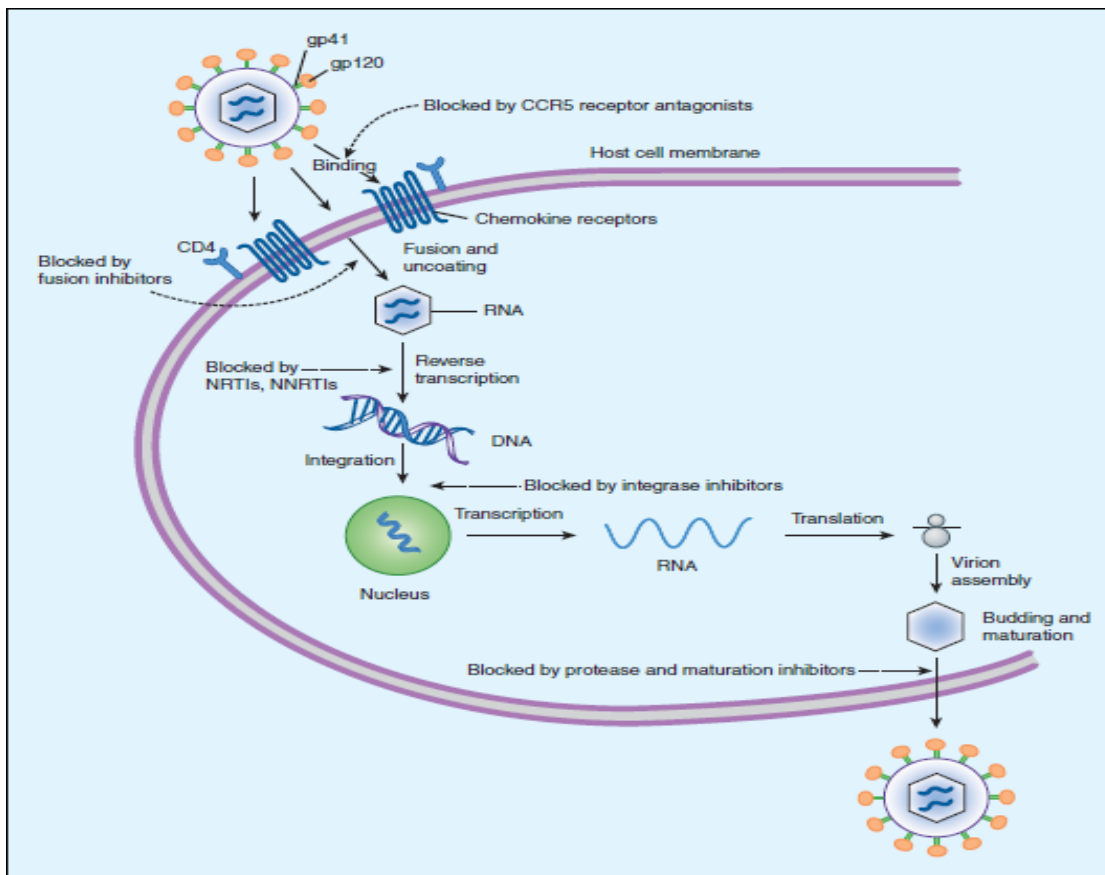 gp41
gp120
Blocked by CCR5 receptor antagonists
Binding
Host cell membrane
Chemokine receptors
CD4
Fusion and
uncoating
Blocked by
fusion inhibitors
RNA
Blocked by
NRTIs, NNRTIs
Reverse
transcription
DNA
Integration
Blocked by integrase inhibitors
Transcription
Translation
RNA
Nucleus
Virion
assembly
Budding and
maturation
Blocked by protease and maturation inhibitors